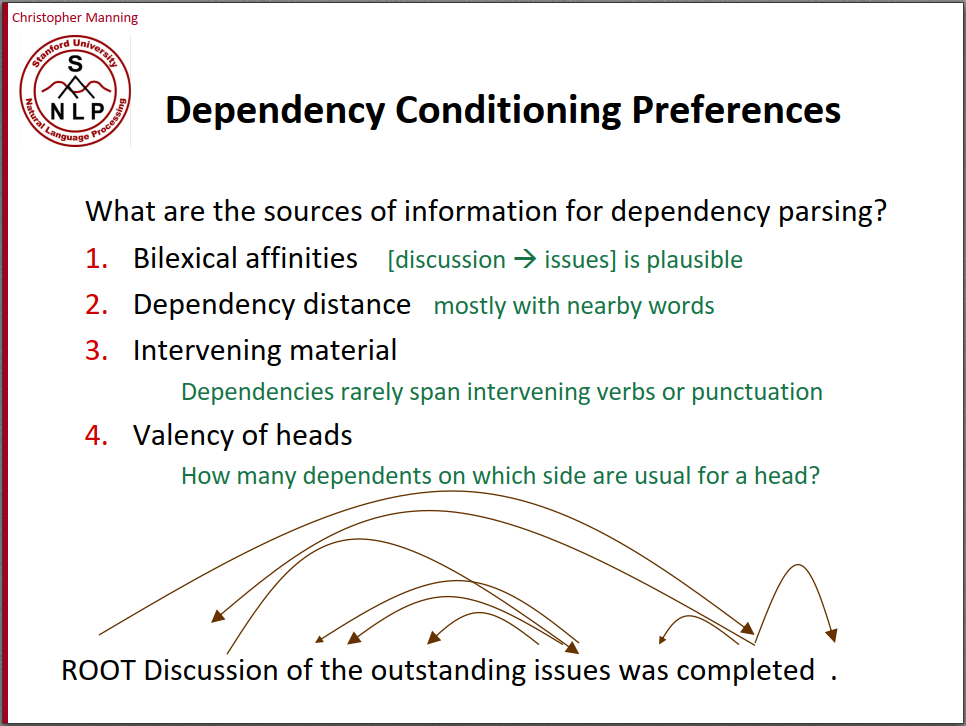 Christopher Manning
Stanford University
S
NLP
Natural Language Processing
Dependency Conditioning Preferences
What are the sources of information for dependency parsing?
1. Bilexical affinities [discussion → issues] is plausible
2. Dependency distance mostly with nearby words
3. Intervening material
Dependencies rarely span intervening verbs or punctuation
4. Valency of heads
How many dependents on which side are usual for a head?
ROOT Discussion of the outstanding issues was completed .